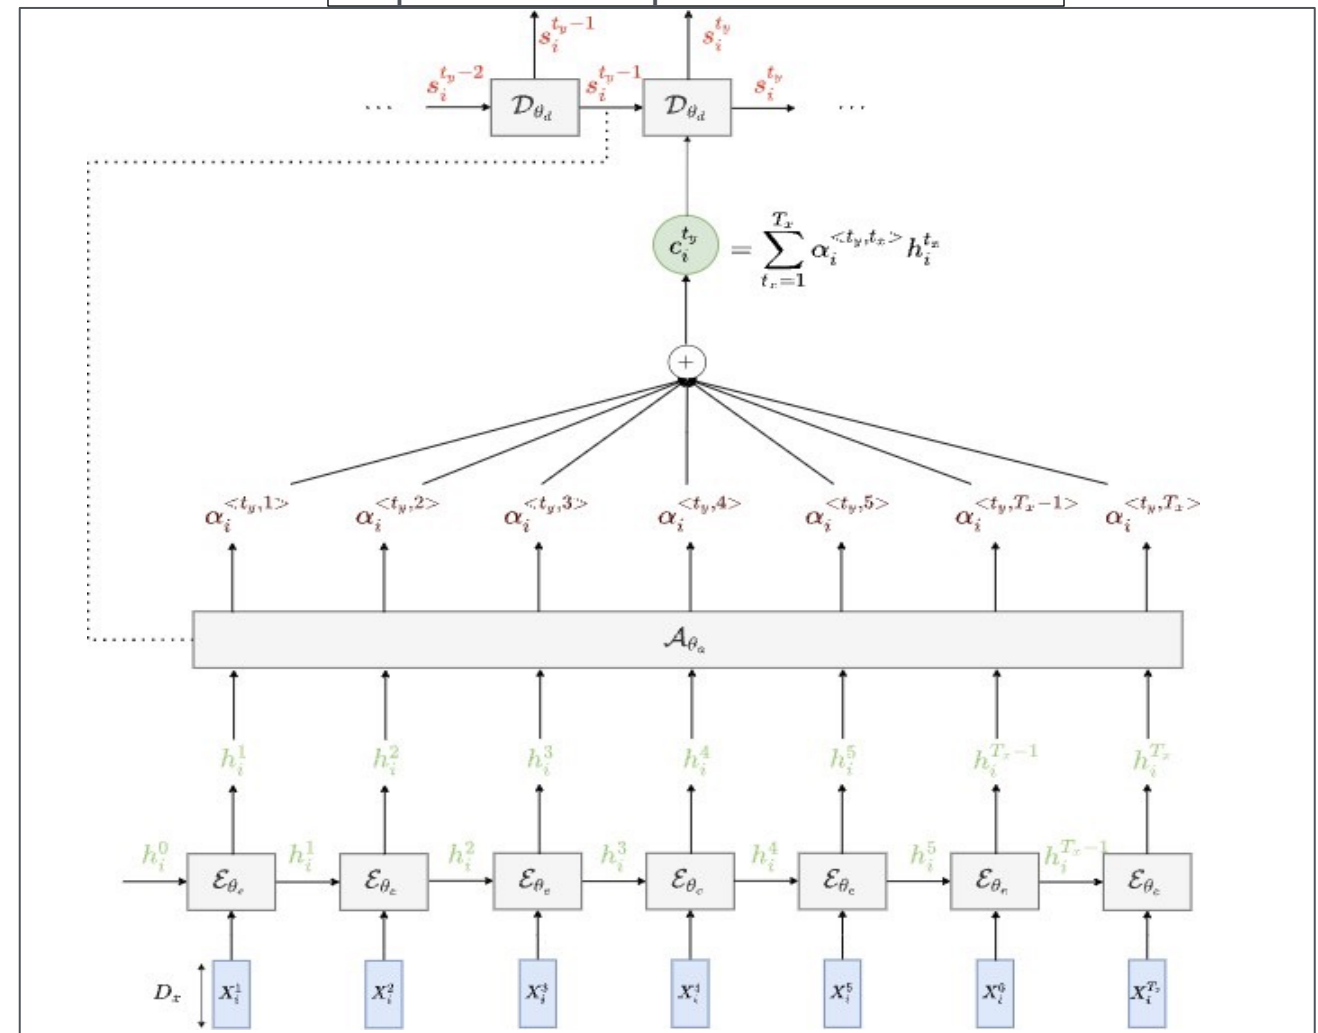 s_i^{t_y-1} s_i^{t_y}
s_i^{t_y-2} s_i^{t_y-1} s_i^{t_y}
... 𝒟_{θ_d} 𝒟_{θ_d} ...
c_i^{t_y} = \sum_{t_x=1}^{T_x} α_i^{<t_y,t_x>} h_i^{t_x}
+
α_i^{<t_y,1>} α_i^{<t_y,2>} α_i^{<t_y,3>} α_i^{<t_y,4>} α_i^{<t_y,5>} α_i^{<t_y,T_x-1>} α_i^{<t_y,T_x>}
𝒜_{θ_a}
h_i^1 h_i^2 h_i^3 h_i^4 h_i^5 h_i^{T_x-1} h_i^{T_x}
h_i^0 h_i^1 h_i^2 h_i^3 h_i^4 h_i^5 h_i^{T_x-1}
ℰ_{θ_e} ℰ_{θ_e} ℰ_{θ_e} ℰ_{θ_e} ℰ_{θ_e} ℰ_{θ_e} ℰ_{θ_e}
D_x X_i^1 X_i^2 X_i^3 X_i^4 X_i^5 X_i^6 X_i^{T_x}